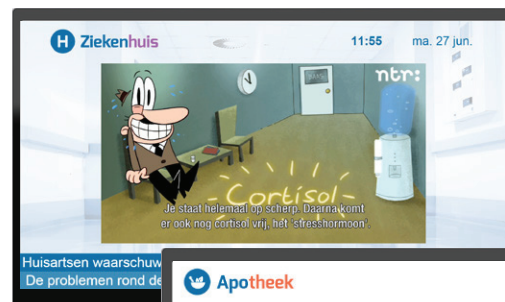 H Ziekenhuis
11:55 ma. 27 jun.
ntr:
Cortisol
Je staat helemaal op scherp. Daarna komt
er ook nog cortisol vrij, het 'stresshormoon'.
Huisartsen waarschuw
De problemen rond de
Apotheek